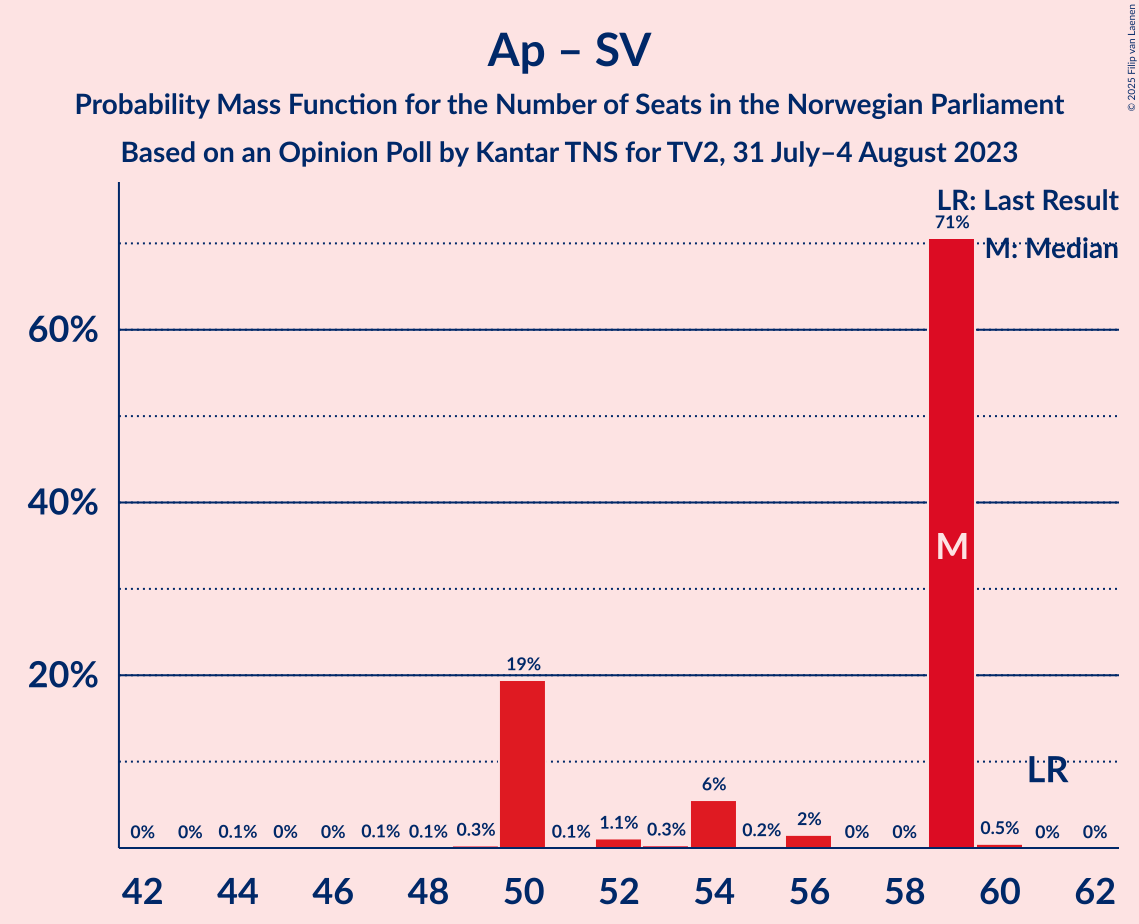 Ap – SV
Probability Mass Function for the Number of Seats in the Norwegian Parliament
Based on an Opinion Poll by Kantar TNS for TV2, 31 July–4 August 2023
© 2025 Filip van Laenen
LR: Last Result
M: Median
71%
60%
40%
M
20%
19%
LR
0% 0% 0.1% 0% 0% 0.1% 0.1% 0.3% 0.1% 1.1% 0.3% 6% 0.2% 2% 0% 0% 0.5% 0% 0%
42 44 46 48 50 52 54 56 58 60 62